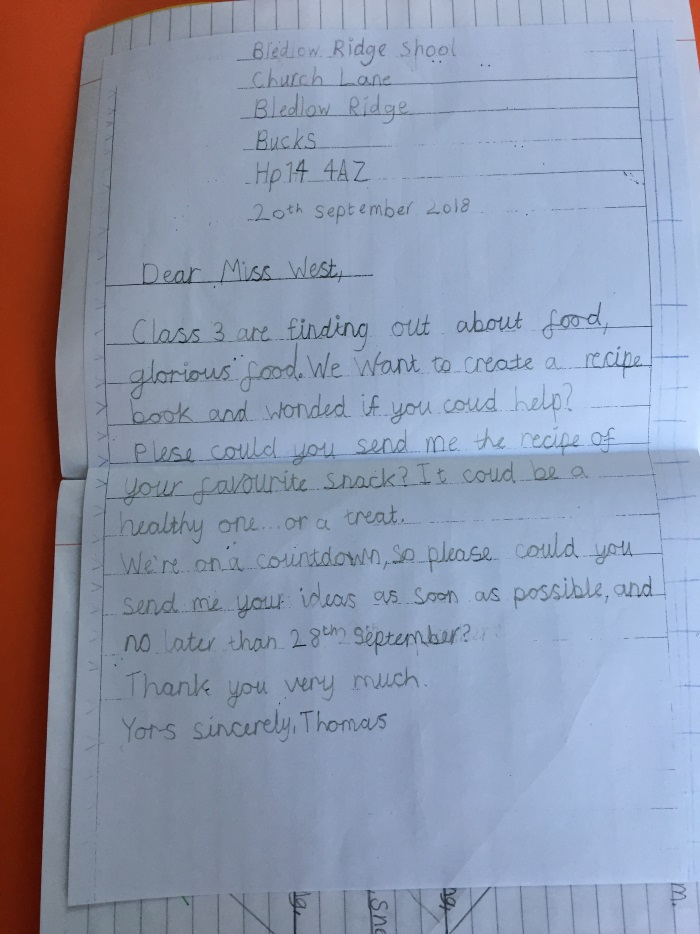 Bledlow Ridge Shool
Church Lane
Bledlow Ridge
Bucks
Hp14 4AZ
20th September 2018
Dear Miss West,
Class 3 are finding out about food,
glorious food. We Want to create a recipe
book and wonded if you coud help?
Plese could you send me the recipe of
your favourite snack? It coud be a
healthy one... or a treat.
We're on a countdown, so please could you
send me your ideas as soon as possible, and
no later than 28th September?
Thank you very much.
Yors sincerely, Thomas